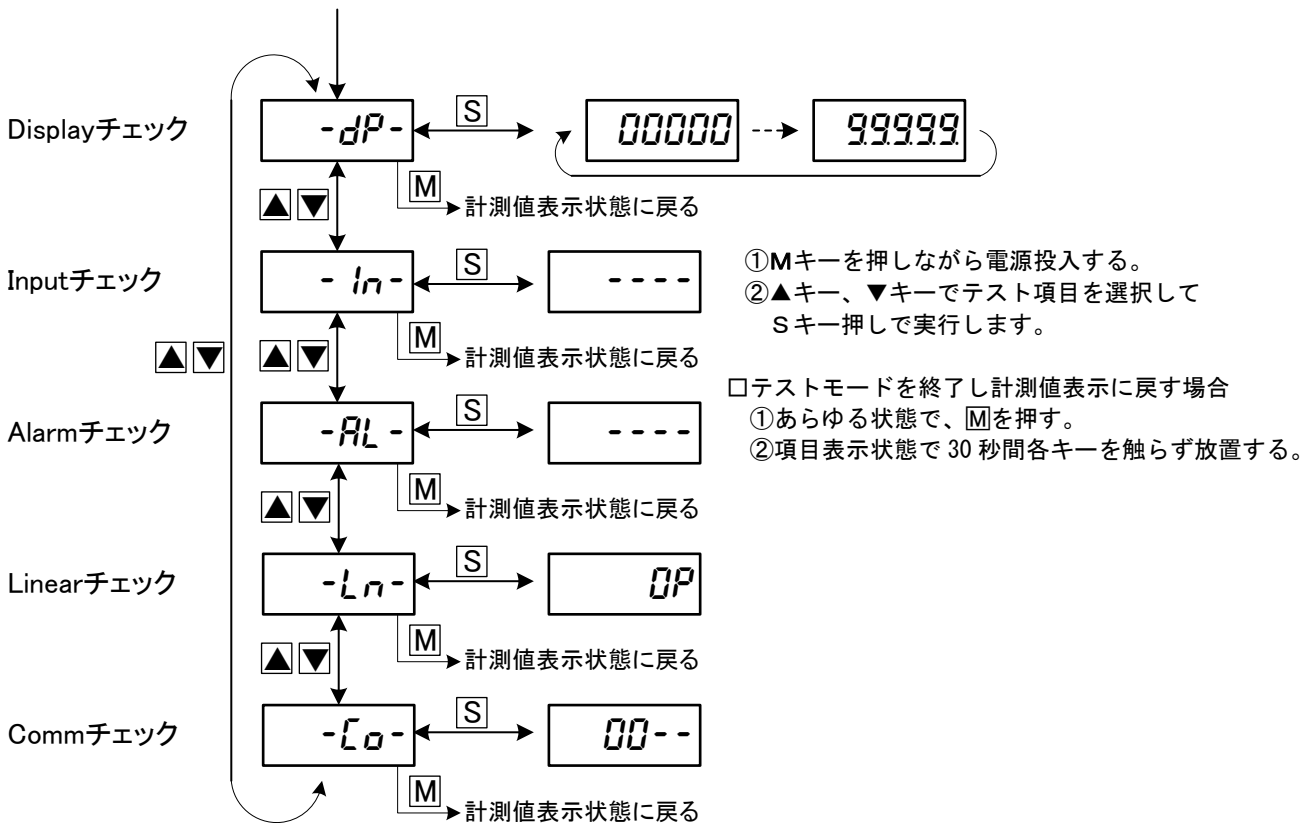 Displayチェック
-dP-
S
00000
9.9.9.9.9.
▲▼
M
計測値表示状態に戻る
Inputチェック
-In-
S
----
①Mキーを押しながら電源投入する。
②▲キー、▼キーでテスト項目を選択して
Sキー押しで実行します。
▲▼
▲▼
M
計測値表示状態に戻る
□テストモードを終了し計測値表示に戻す場合
①あらゆる状態で、Mを押す。
②項目表示状態で30秒間各キーを触らず放置する。
Alarmチェック
-AL-
S
----
▲▼
M
計測値表示状態に戻る
Linearチェック
-Ln-
S
0P
▲▼
M
計測値表示状態に戻る
Commチェック
-Co-
S
00--
M
計測値表示状態に戻る